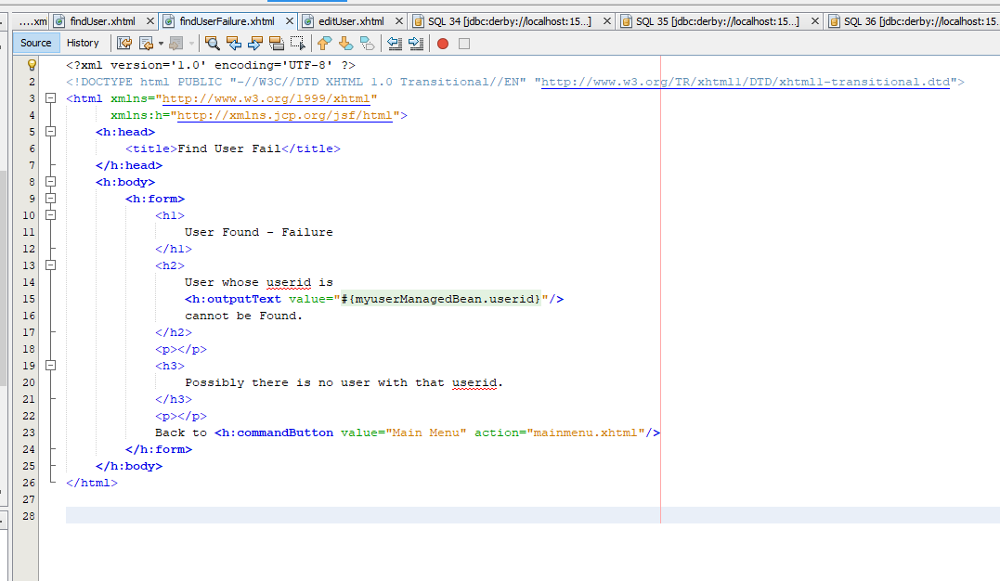 ....xm findUser.xhtml findUserFailure.xhtml editUser.xhtml SQL 34 [jdbc:derby://localhost:15...] SQL 35 [jdbc:derby://localhost:15...] SQL 36 [jdbc:derby://localhost:15.
Source History
<?xml version='1.0' encoding='UTF-8' ?>
2 <!DOCTYPE html PUBLIC "-//W3C//DTD XHTML 1.0 Transitional//EN" "http://www.w3.org/TR/xhtml1/DTD/xhtml1-transitional.dtd">
3 <html xmlns="http://www.w3.org/1999/xhtml"
4 xmlns:h="http://xmlns.jcp.org/jsf/html">
5 <h:head>
6 <title>Find User Fail</title>
7 </h:head>
8 <h:body>
9 <h:form>
10 <h1>
11 User Found - Failure
12 </h1>
13 <h2>
14 User whose userid is
15 <h:outputText value="#{myuserManagedBean.userid}"/>
16 cannot be Found.
17 </h2>
18 <p></p>
19 <h3>
20 Possibly there is no user with that userid.
21 </h3>
22 <p></p>
23 Back to <h:commandButton value="Main Menu" action="mainmenu.xhtml"/>
24 </h:form>
25 </h:body>
26 </html>
27
28